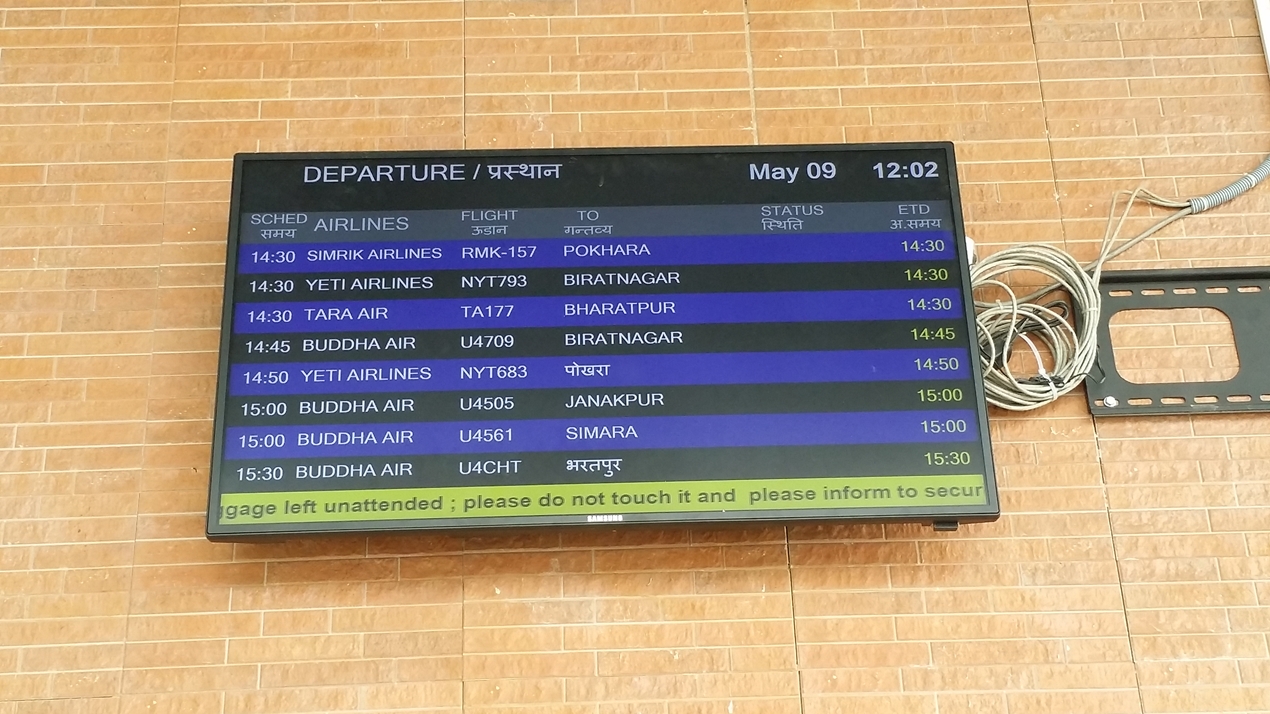 DEPARTURE / प्रस्थान May 09 12:02
SCHED AIRLINES FLIGHT TO STATUS ETD
समय ऊडान गन्तव्य स्थिति अ.समय
14:30 SIMRIK AIRLINES RMK-157 POKHARA 14:30
14:30 YETI AIRLINES NYT793 BIRATNAGAR 14:30
14:30 TARA AIR TA177 BHARATPUR 14:30
14:45 BUDDHA AIR U4709 BIRATNAGAR 14:45
14:50 YETI AIRLINES NYT683 पोखरा 14:50
15:00 BUDDHA AIR U4505 JANAKPUR 15:00
15:00 BUDDHA AIR U4561 SIMARA 15:00
15:30 BUDDHA AIR U4CHT भरतपुर 15:30
ggage left unattended ; please do not touch it and please inform to secur
SAMSUNG